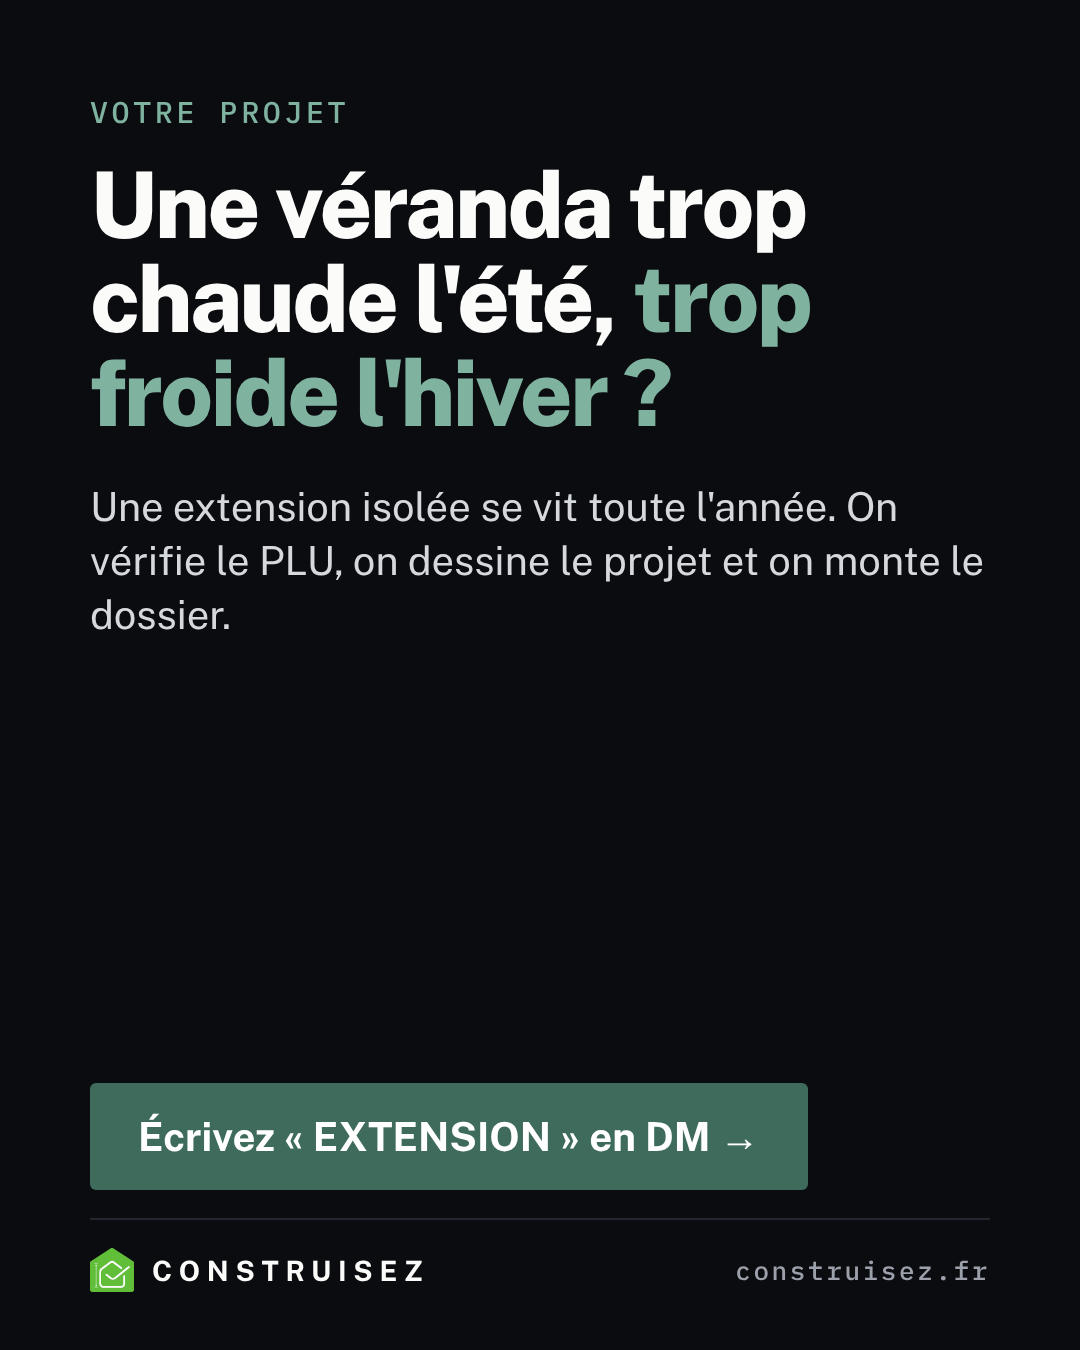 VOTRE PROJET
Une véranda trop
chaude l'été, trop
froide l'hiver ?
Une extension isolée se vit toute l'année. On
vérifie le PLU, on dessine le projet et on monte le
dossier.
Écrivez « EXTENSION » en DM →
CONSTRUISEZ
construisez.fr